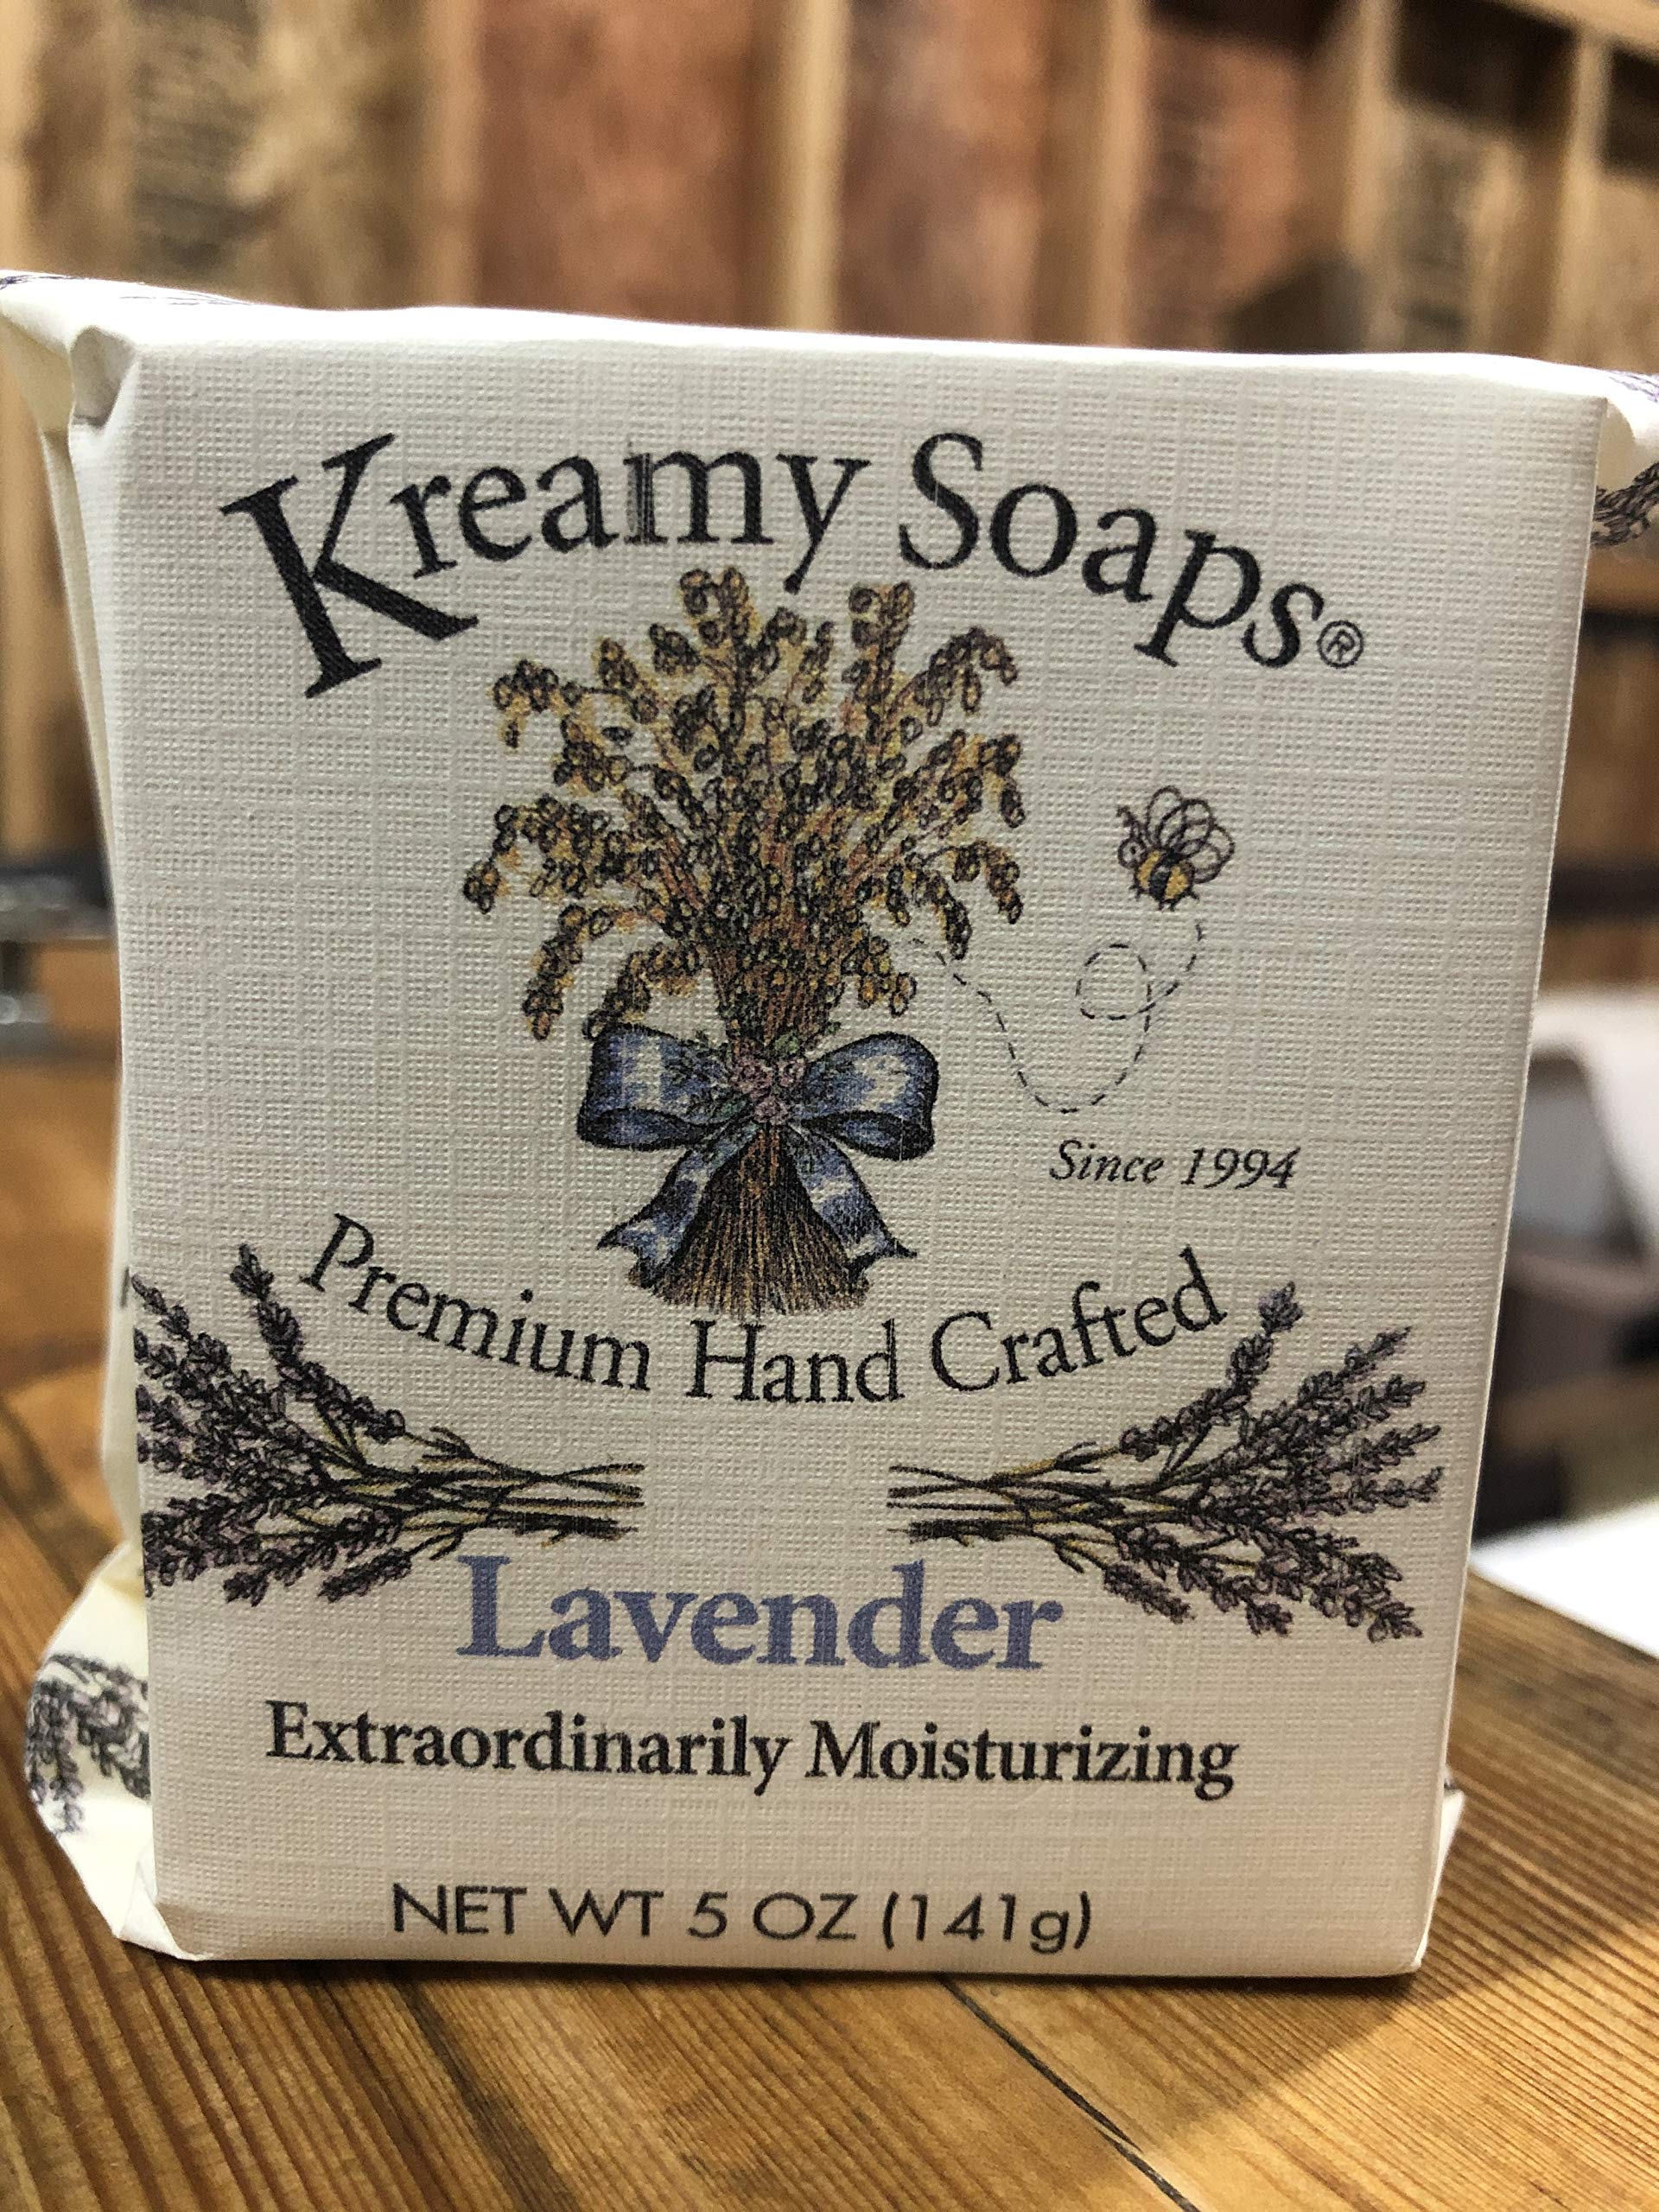 Kreamy Soaps®
Since 1994
Premium Hand Crafted
Lavender
Extraordinarily Moisturizing
NET WT 5 OZ (141g)